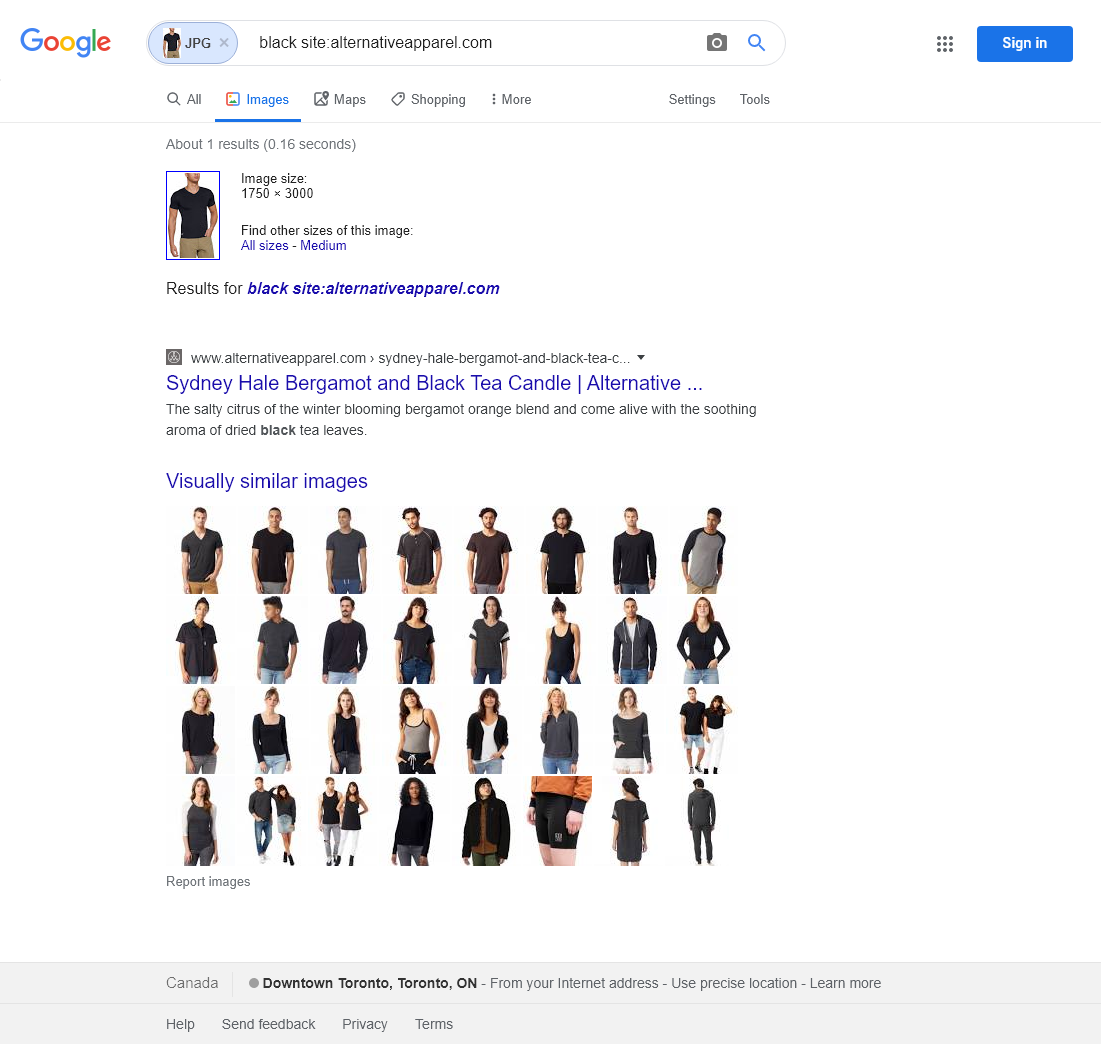 Google
JPG × black site:alternativeapparel.com
Sign in
All Images Maps Shopping More Settings Tools
About 1 results (0.16 seconds)
Image size:
1750 × 3000
Find other sizes of this image:
All sizes - Medium
Results for black site:alternativeapparel.com
www.alternativeapparel.com › sydney-hale-bergamot-and-black-tea-c...
Sydney Hale Bergamot and Black Tea Candle | Alternative ...
The salty citrus of the winter blooming bergamot orange blend and come alive with the soothing
aroma of dried black tea leaves.
Visually similar images
Report images
Canada
Downtown Toronto, Toronto, ON - From your Internet address - Use precise location - Learn more
Help Send feedback Privacy Terms